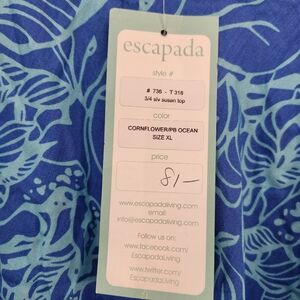 escapada
style #
# 736 - T 318
3/4 slv susan top
color
CORNFLOWER/PB OCEAN
SIZE XL
price
81-
www.escapadaliving.com
email:
info@escapadaliving.com
Follow us on:
www.facebook.com/
EscapadaLiving
www.twitter.com/
EscapadaLiving